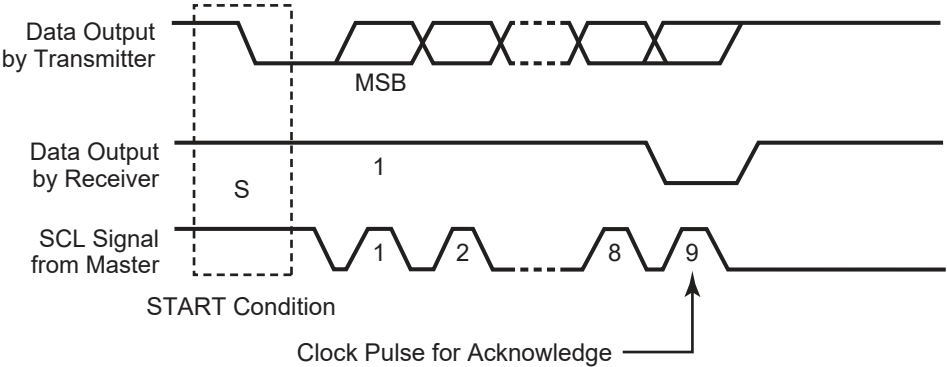 Data Output
by Transmitter
MSB
Data Output
by Receiver
1
S
SCL Signal
from Master
1
2
8
9
START Condition
Clock Pulse for Acknowledge